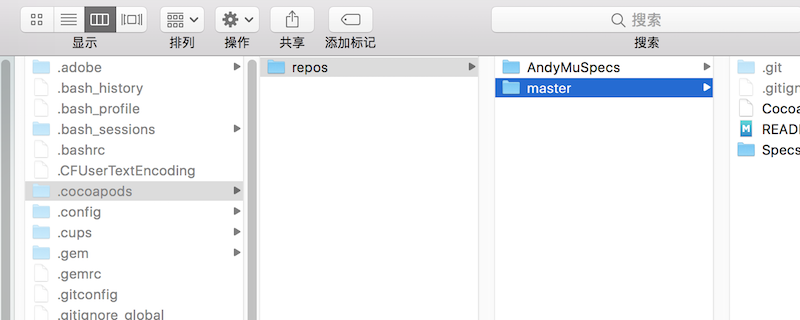 搜索
显示
排列
操作
共享
添加标记
搜索
.adobe
.bash_history
.bash_profile
.bash_sessions
.bashrc
.CFUserTextEncoding
.cocoapods
.config
.cups
.gem
.gemrc
.gitconfig
.gitignore_global
repos
AndyMuSpecs
master
.git
.gitign
Cocoa
READ
Specs